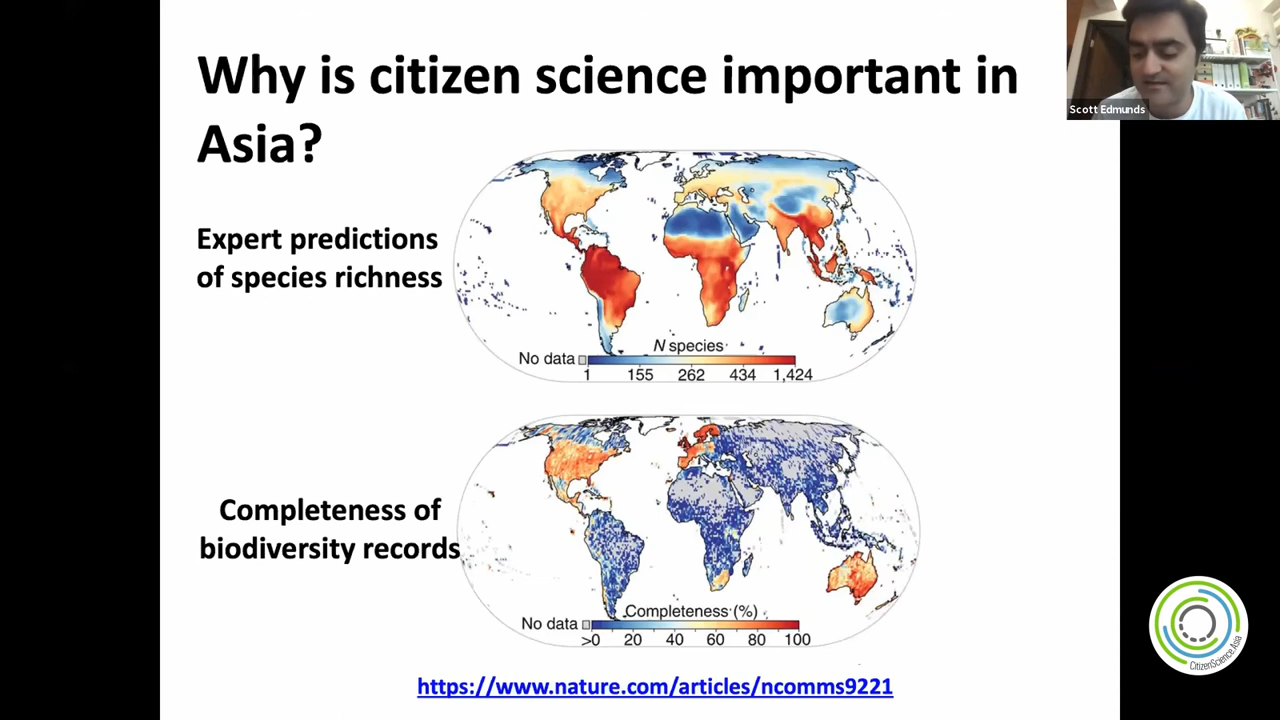 Why is citizen science important in
Asia?
Scott Edmunds
Expert predictions
of species richness
N species
No data
1 155 262 434 1,424
Completeness of
biodiversity records
Completeness (%)
No data
>0 20 40 60 80 100
CitizenScience.Asia
https://www.nature.com/articles/ncomms9221